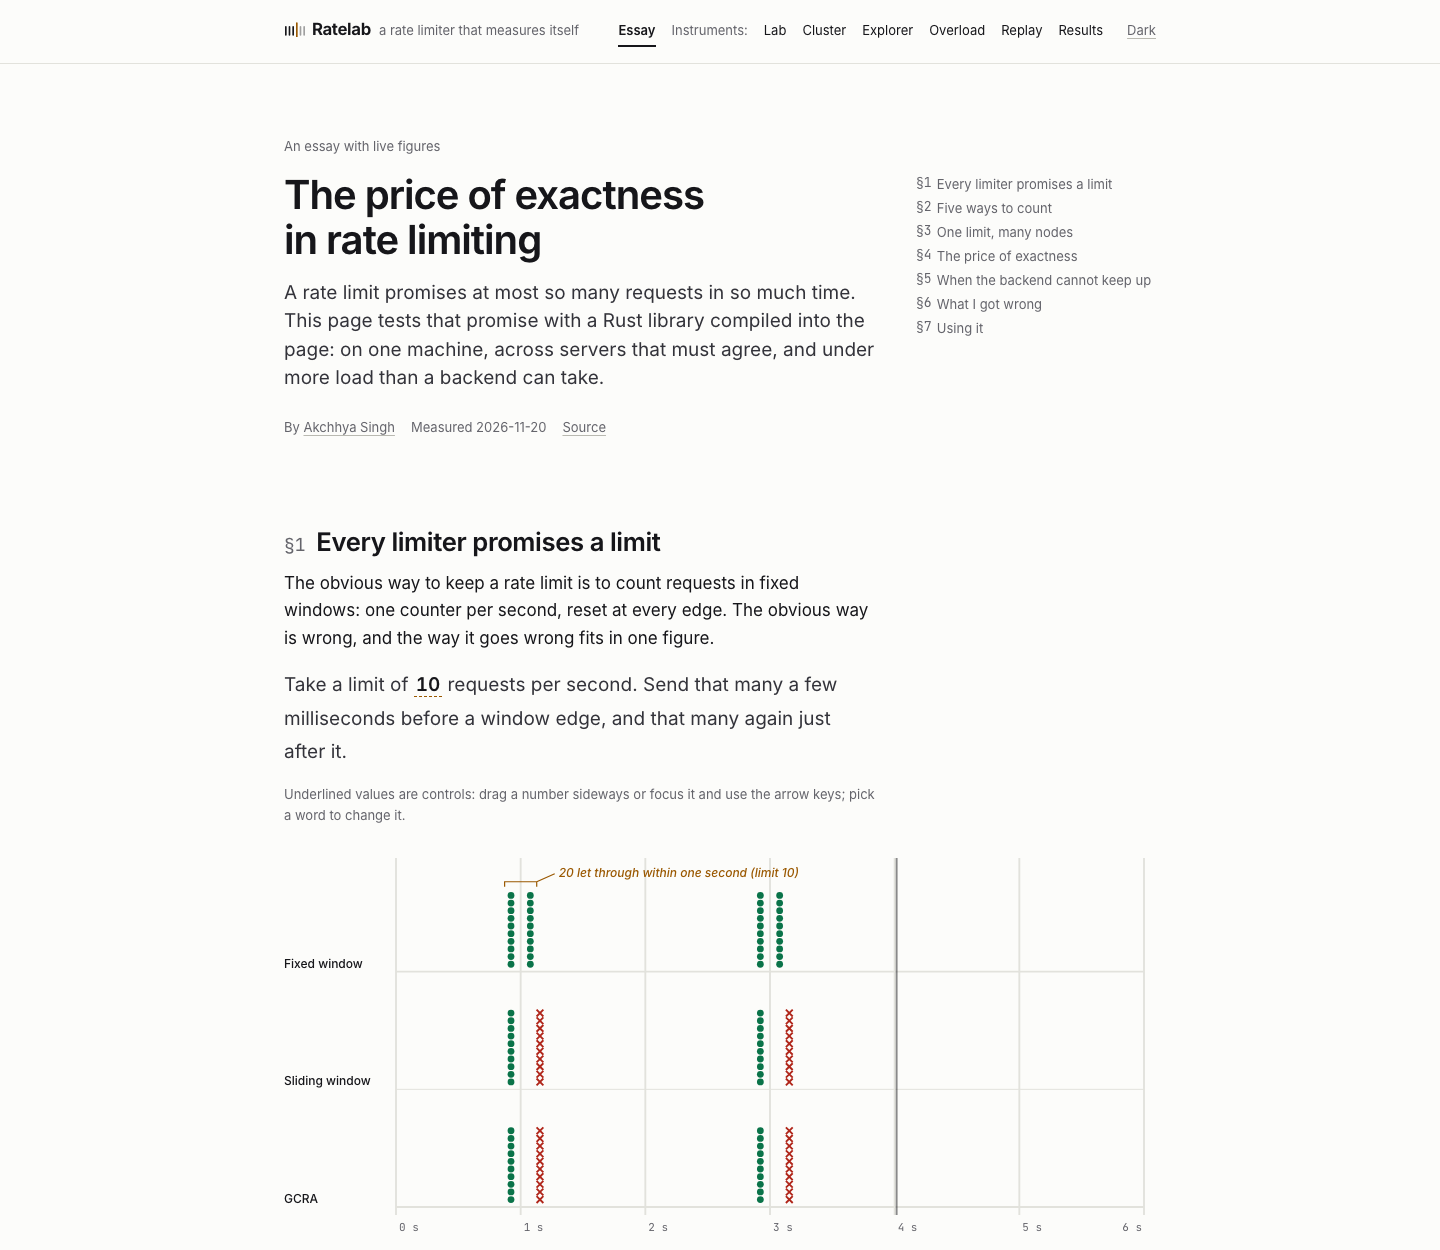 Ratelab a rate limiter that measures itself Essay Instruments: Lab Cluster Explorer Overload Replay Results Dark
An essay with live figures
The price of exactness
in rate limiting
A rate limit promises at most so many requests in so much time.
This page tests that promise with a Rust library compiled into the
page: on one machine, across servers that must agree, and under
more load than a backend can take.
By Akchhya Singh Measured 2026-11-20 Source
§1 Every limiter promises a limit
§2 Five ways to count
§3 One limit, many nodes
§4 The price of exactness
§5 When the backend cannot keep up
§6 What I got wrong
§7 Using it
§1 Every limiter promises a limit
The obvious way to keep a rate limit is to count requests in fixed
windows: one counter per second, reset at every edge. The obvious way
is wrong, and the way it goes wrong fits in one figure.
Take a limit of 10 requests per second. Send that many a few
milliseconds before a window edge, and that many again just
after it.
Underlined values are controls: drag a number sideways or focus it and use the arrow keys; pick
a word to change it.
20 let through within one second (limit 10)
Fixed window
Sliding window
GCRA
0 s 1 s 2 s 3 s 4 s 5 s 6 s